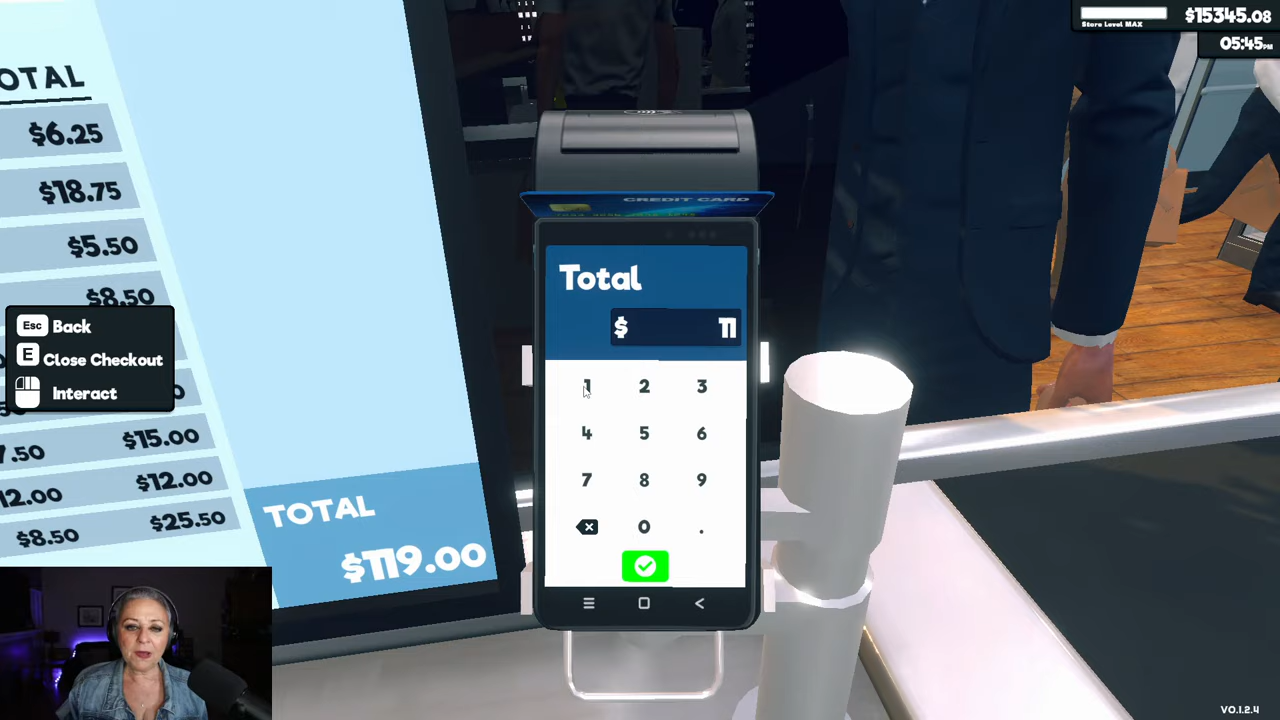 $15345.08
Store Level MAX
05:45PM
OTAL
$6.25
$18.75
$5.50
$8.50
Esc Back
E Close Checkout
Interact
7.50 $15.00
12.00 $12.00
$8.50 $25.50
TOTAL
$119.00
CREDIT CARD
Total
$ 11
1 2 3
4 5 6
7 8 9
0 .
V0.1.2.4